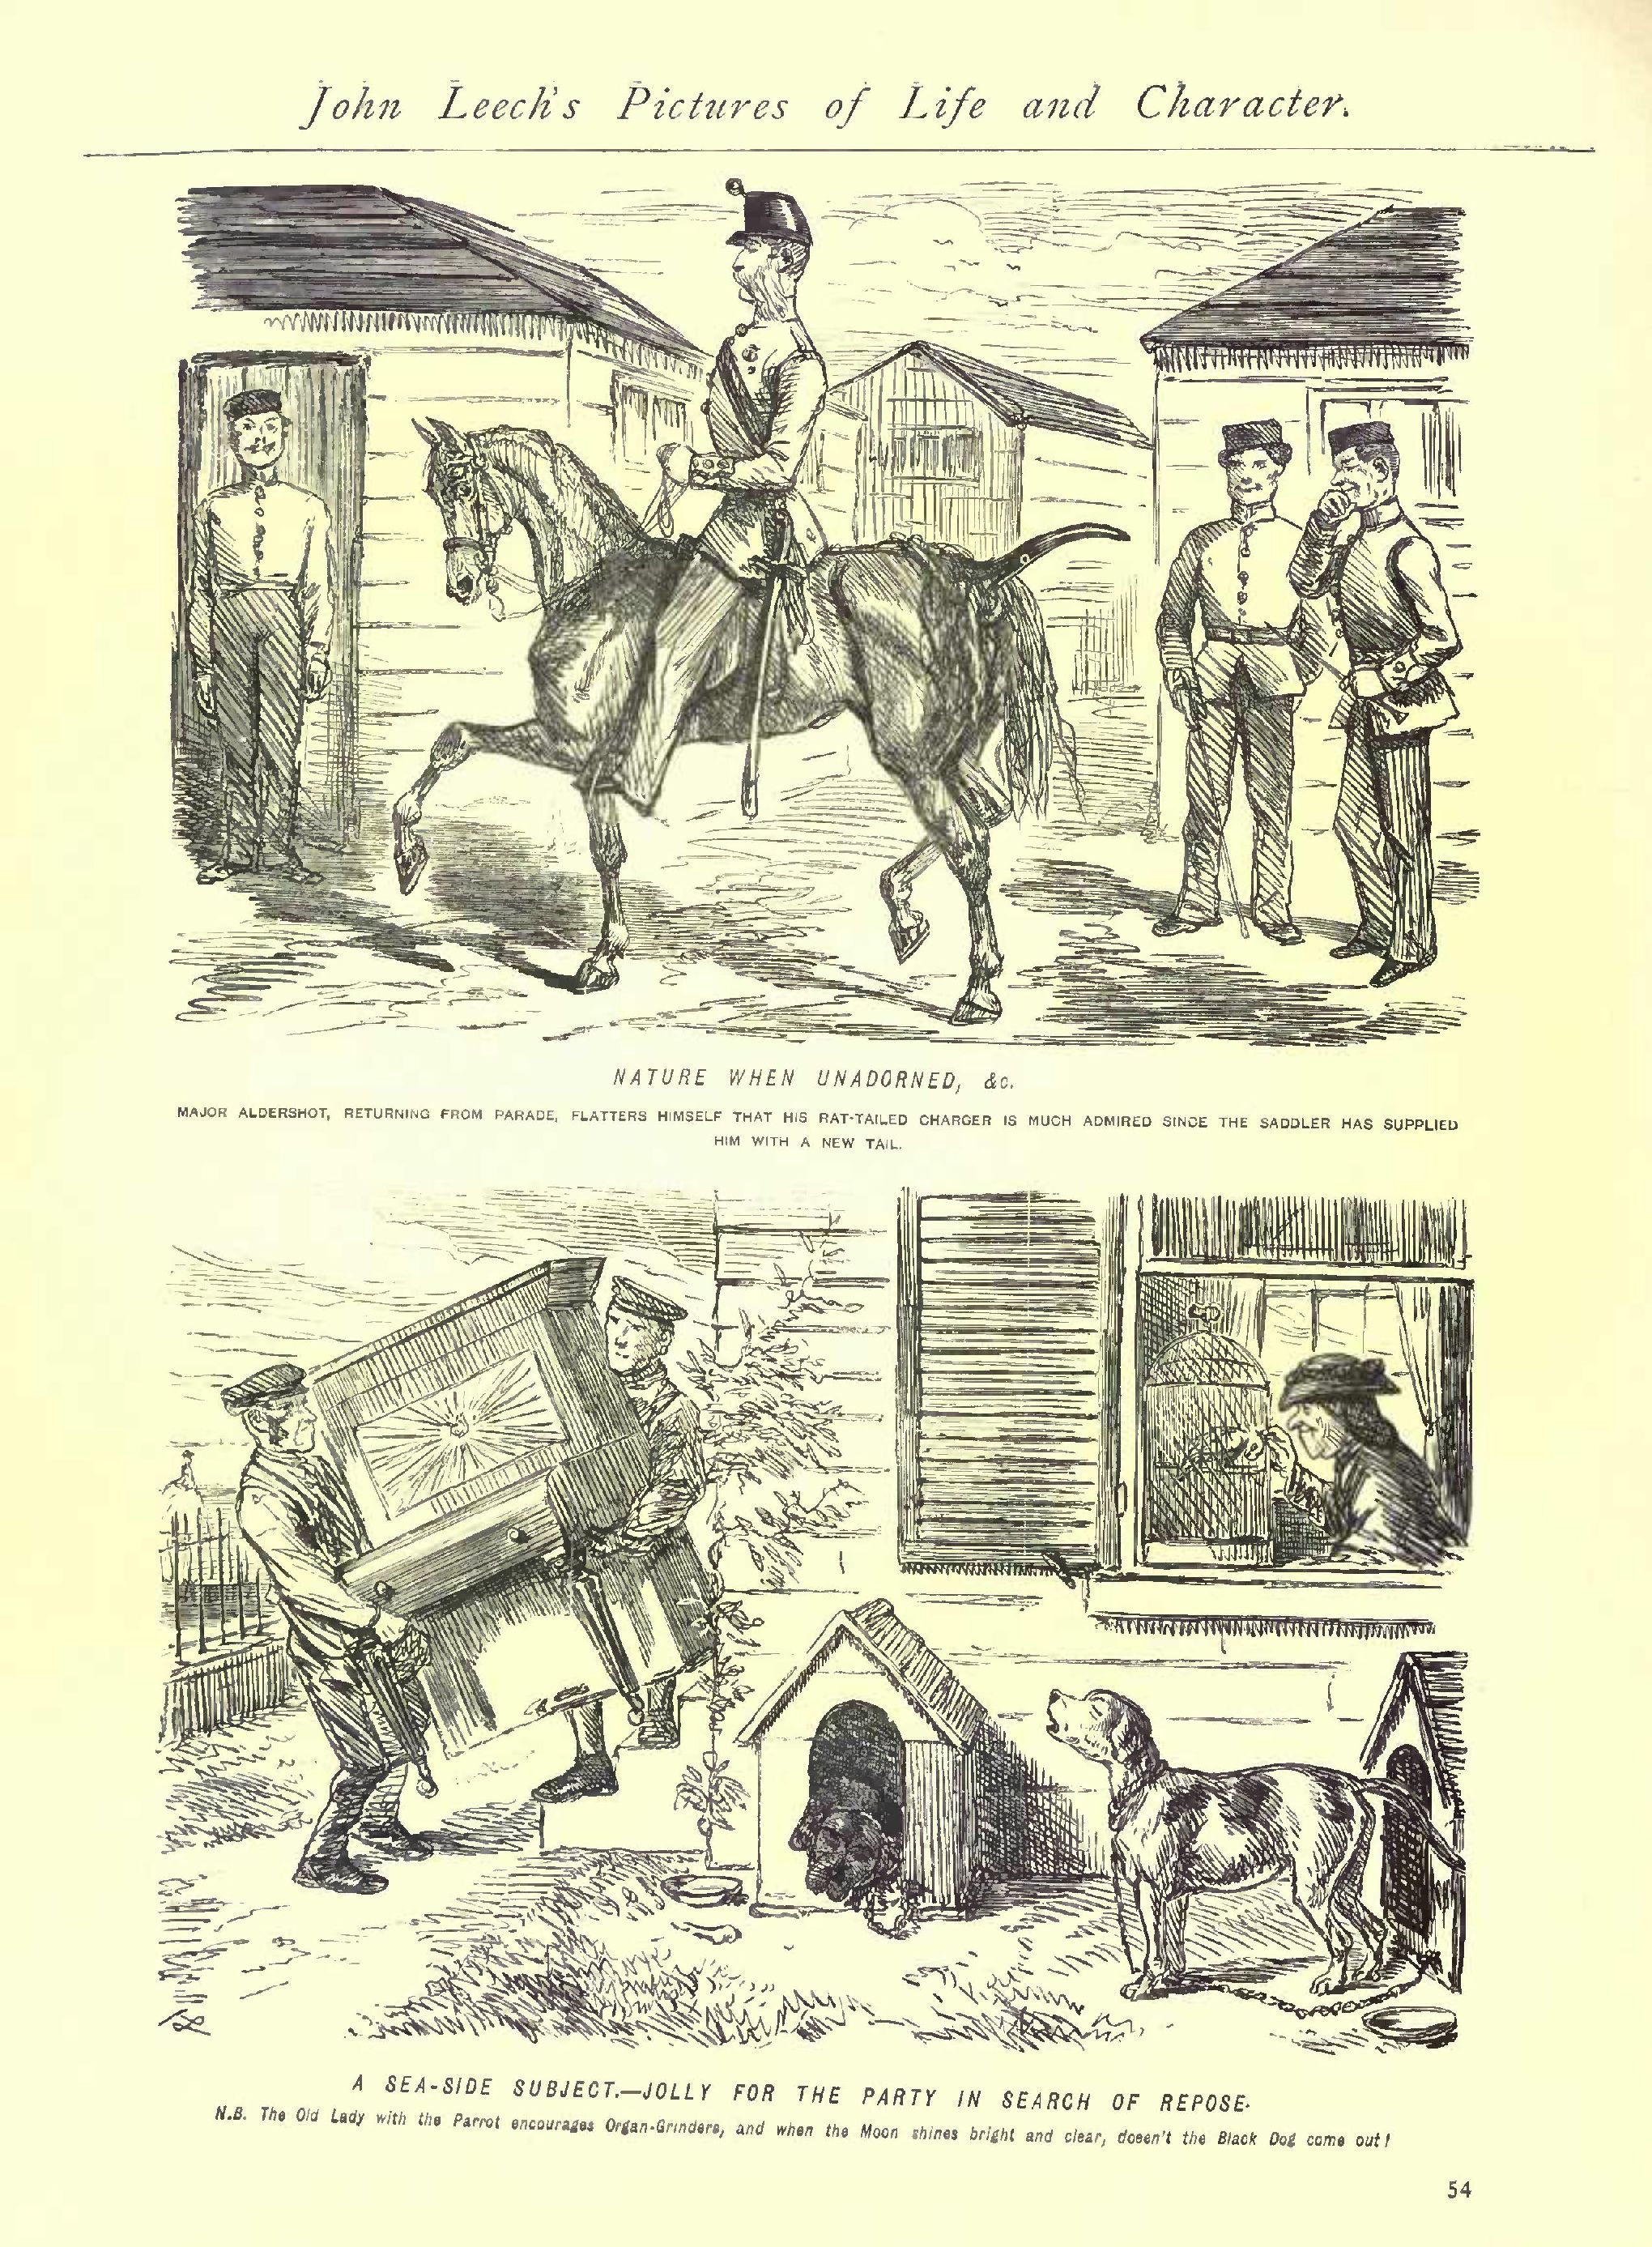 John Leech's Pictures of Life and Character.
NATURE WHEN UNADORNED, &c.
MAJOR ALDERSHOT, RETURNING FROM PARADE, FLATTERS HIMSELF THAT HIS RAT-TAILED CHARGER IS MUCH ADMIRED SINCE THE SADDLER HAS SUPPLIED
HIM WITH A NEW TAIL.
A SEA-SIDE SUBJECT.—JOLLY FOR THE PARTY IN SEARCH OF REPOSE.
N.B. The Old Lady with the Parrot encourages Organ-Grinders, and when the Moon shines bright and clear, doesn't the Black Dog come out!
54